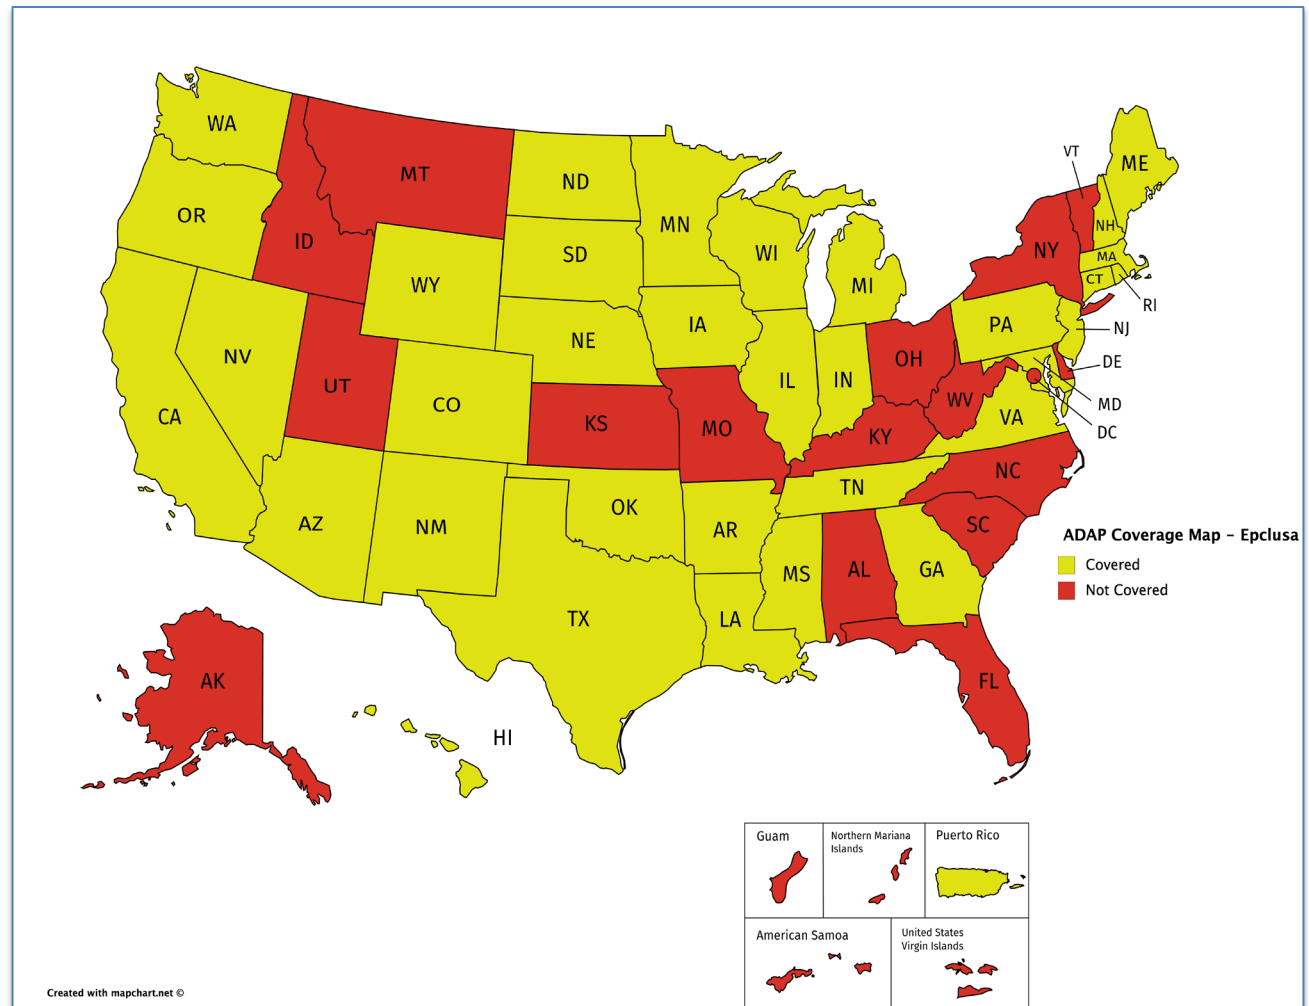 WA
MT
ND
MN
VT
ME
OR
ID
SD
WI
MI
NY
NH
MA
CT
RI
WY
IA
NE
PA
NJ
NV
UT
CO
IL
IN
OH
DE
WV
VA
MD
DC
CA
KS
MO
KY
NC
TN
AZ
NM
OK
AR
SC
MS
AL
GA
TX
LA
FL
AK
HI
ADAP Coverage Map – Epclusa
Covered
Not Covered
Guam
Northern Mariana
Islands
Puerto Rico
American Samoa
United States
Virgin Islands
Created with mapchart.net ©